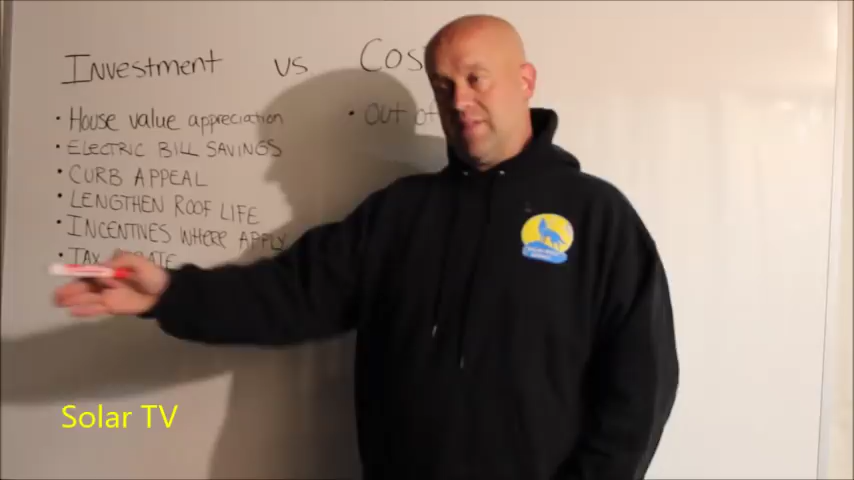 Investment vs Cos
• House value appreciation
• out of
• ELECTRIC BILL SAVINGS
• CURB APPEAL
• LENGTHEN ROOF LIFE
• INCENTIVES WHERE APPLY
• TAX
Solar TV